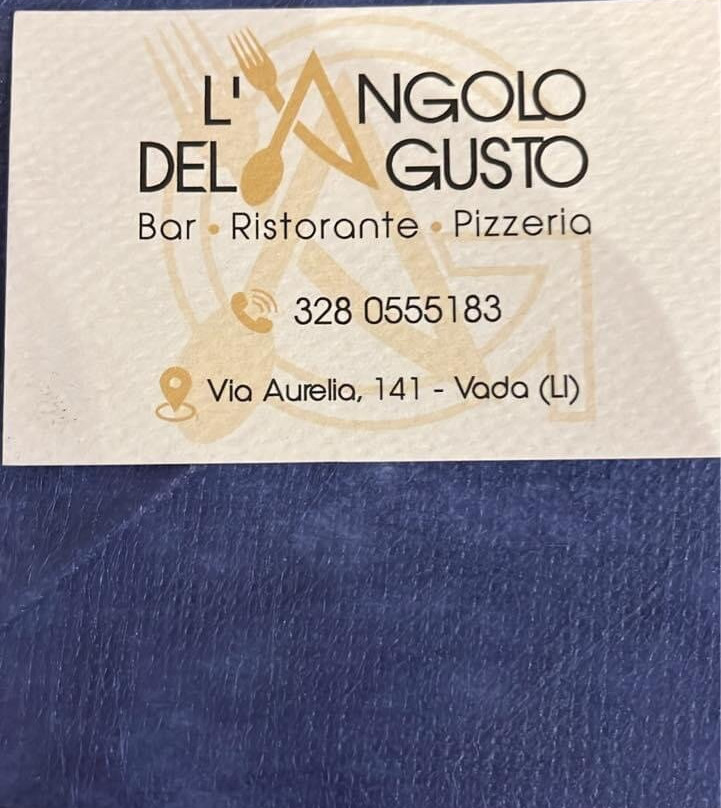 L'ANGOLO
DEL GUSTO
Bar • Ristorante • Pizzeria
328 0555183
Via Aurelia, 141 - Vada (LI)